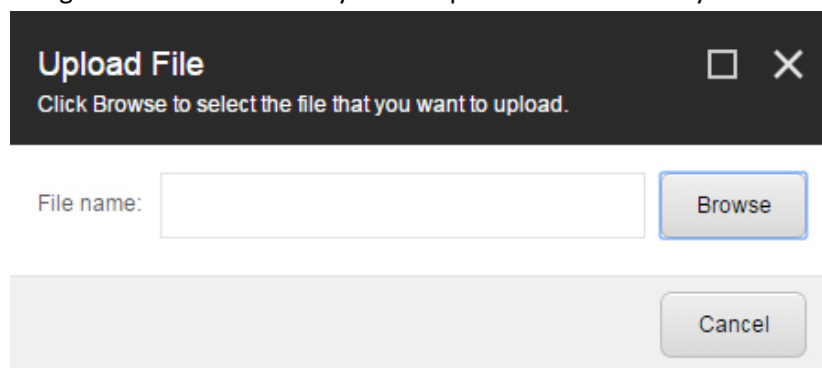 Upload File
Click Browse to select the file that you want to upload.
File name:
Browse
Cancel